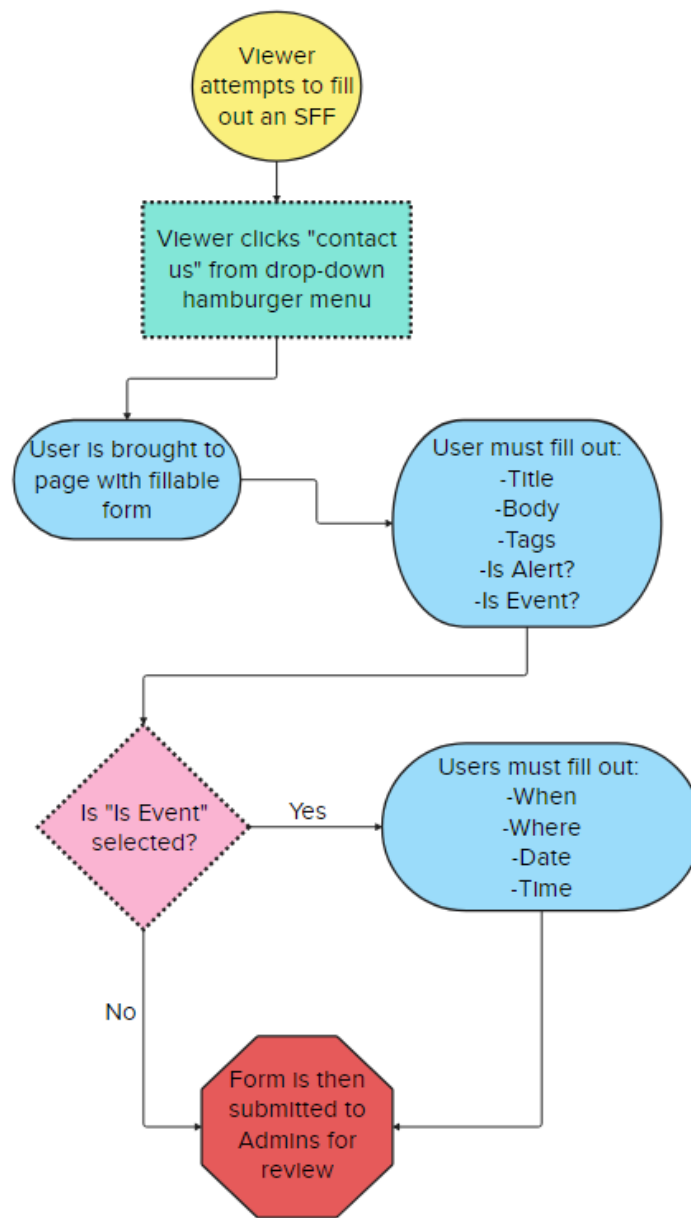 Viewer
attempts to fill
out an SFF
Viewer clicks "contact
us" from drop-down
hamburger menu
User is brought to
page with fillable
form
User must fill out:
-Title
-Body
-Tags
-Is Alert?
-Is Event?
Is "Is Event"
selected?
Yes
Users must fill out:
-When
-Where
-Date
-Time
No
Form is then
submitted to
Admins for
review